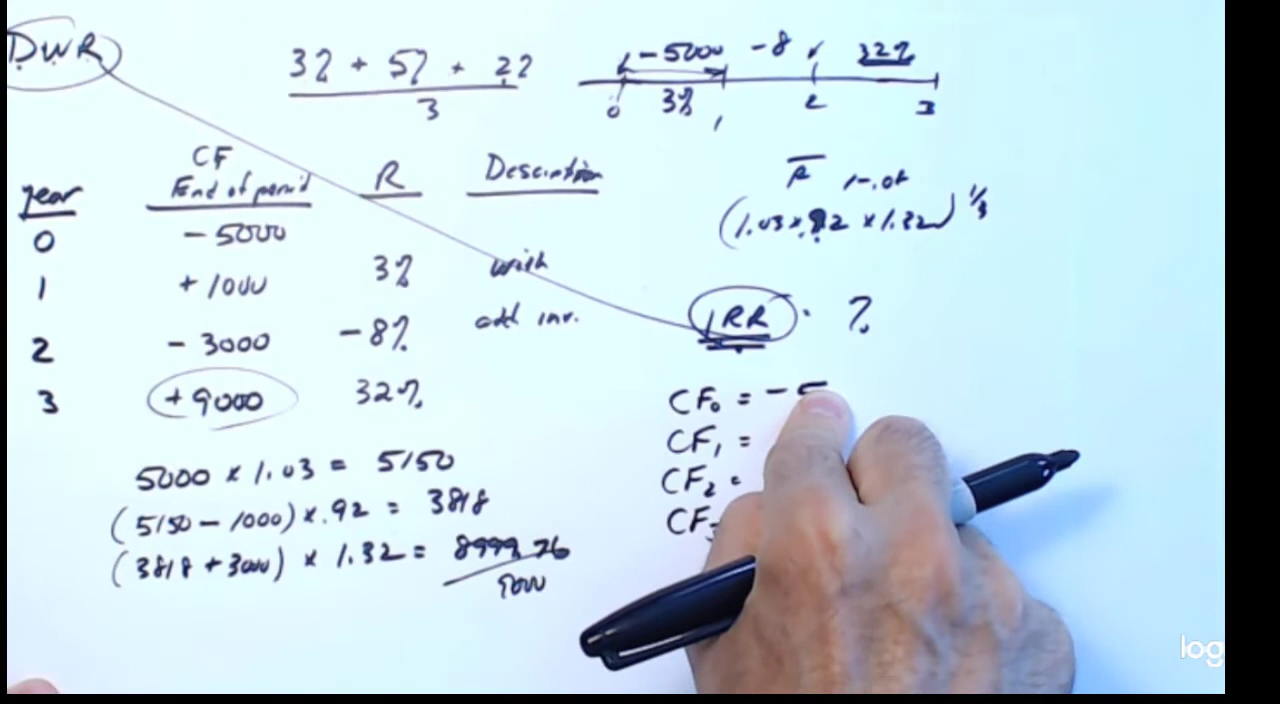 DWR
3% + 5% + 2%
3
-5000 -8 32%
3%
0 1 2 3
CF
year End of period R Description
0 -5000
1 +1000 3% with
2 -3000 -8% add inv.
3 +9000 32%
R
(1.03 x .92 x 1.32) 1/3
IRR . ?
CF0 = -5
CF1 =
CF2 =
CF
5000 x 1.03 = 5150
(5150 - 1000) x .92 = 3818
(3818 + 3000) x 1.32 = 8999.76
9000
log